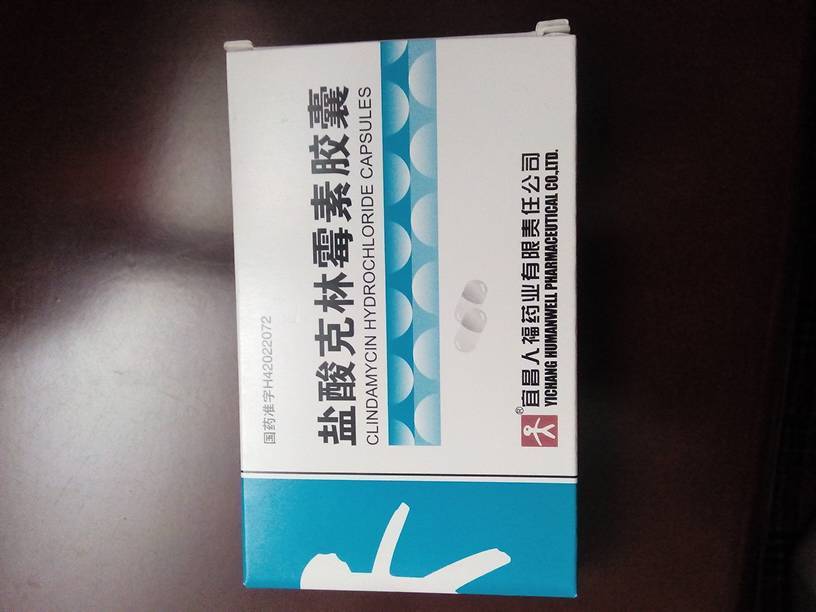 国药准字H42022072
盐酸克林霉素胶囊
CLINDAMYCIN HYDROCHLORIDE CAPSULES
®
宜昌人福药业有限责任公司
YICHANG HUMANWELL PHARMACEUTICAL CO.,LTD.